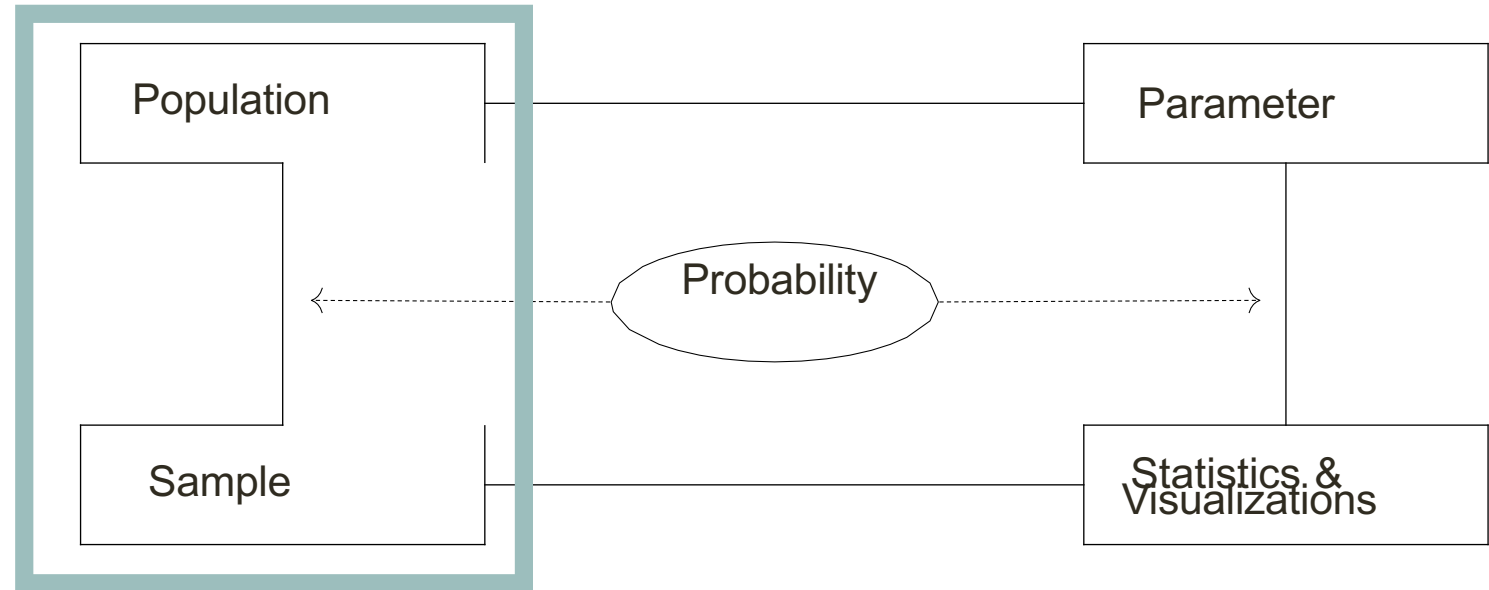 Population
Parameter
Probability
Sample
Statistics &
Visualizations